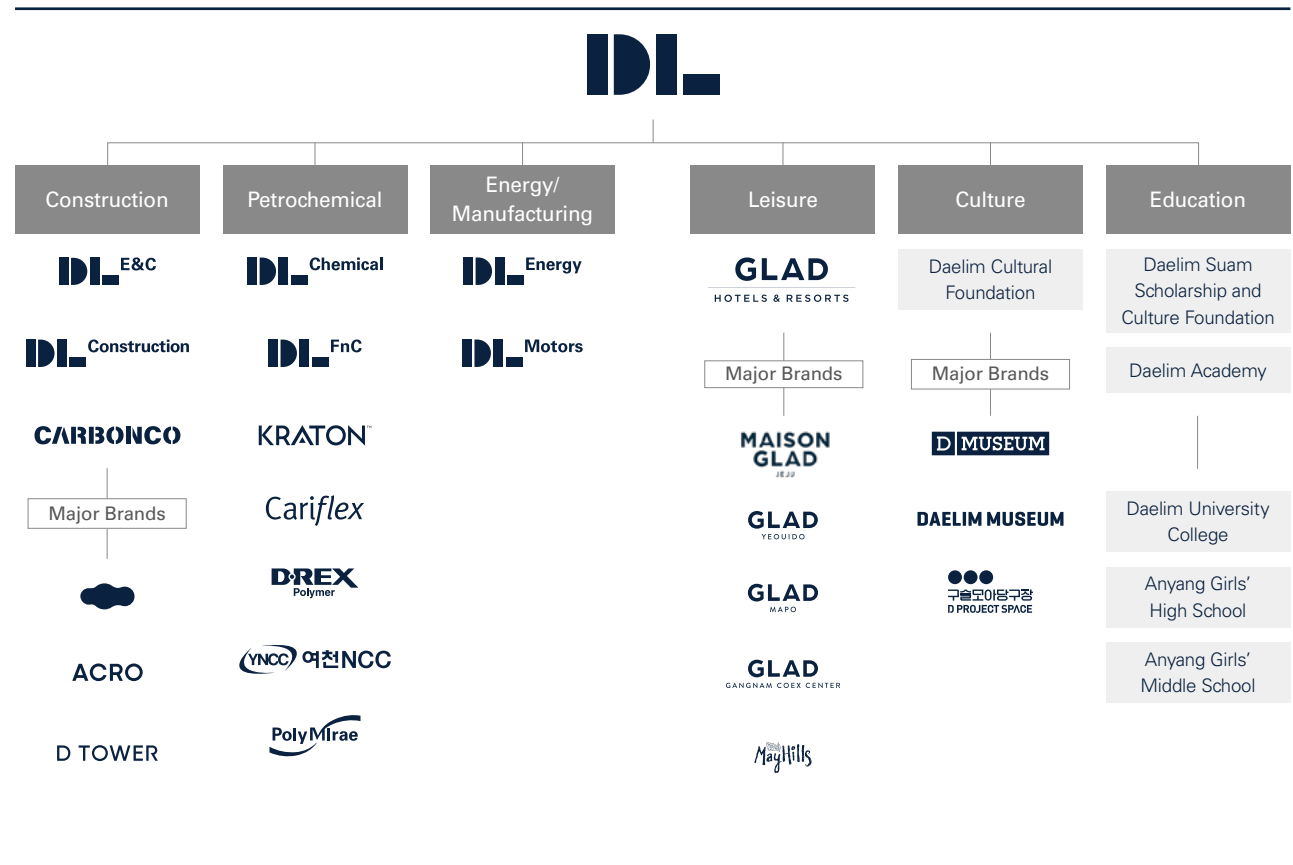 DL
Construction
Petrochemical
Energy/
Manufacturing
Leisure
Culture
Education
DL E&C
DL Construction
CARBONCO
Major Brands
ACRO
D TOWER
DL Chemical
DL FnC
KRATON™
Cariflex
D·REX
Polymer
YNCC 여천NCC
PolyMIrae
DL Energy
DL Motors
GLAD
HOTELS & RESORTS
Major Brands
MAISON
GLAD
JEJU
GLAD
YEOUIDO
GLAD
MAPO
GLAD
GANGNAM COEX CENTER
MayHills
Daelim Cultural
Foundation
Major Brands
D MUSEUM
DAELIM MUSEUM
구슬모아당구장
D PROJECT SPACE
Daelim Suam
Scholarship and
Culture Foundation
Daelim Academy
Daelim University
College
Anyang Girls’
High School
Anyang Girls’
Middle School